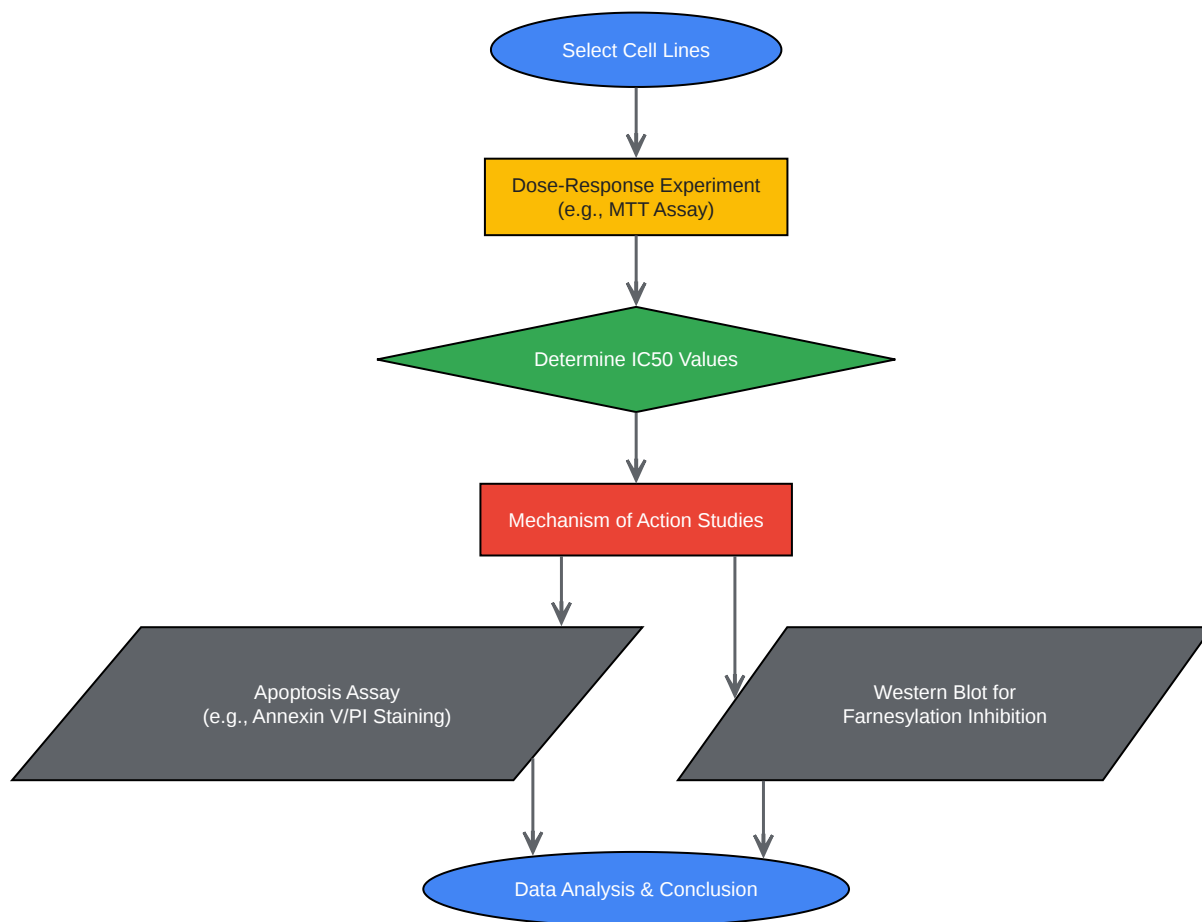 Select Cell Lines
Dose-Response Experiment
(e.g., MTT Assay)
Determine IC50 Values
Mechanism of Action Studies
Apoptosis Assay
(e.g., Annexin V/PI Staining)
Western Blot for
Farnesylation Inhibition
Data Analysis & Conclusion